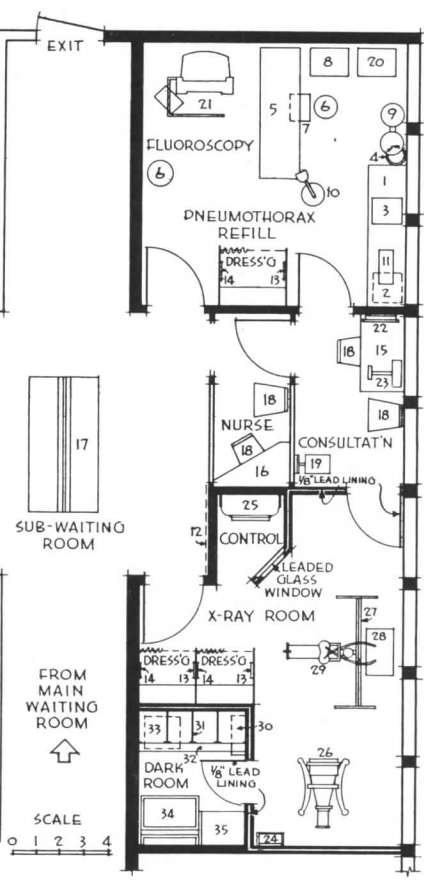 EXIT
8
20
21
5
6
7
9
FLUOROSCOPY
4
6
1
10
3
PNEUMOTHORAX
REFILL
DRESS'G
11
14
13
2
22
18
15
23
18
18
NURSE
CONSULTAT'N
17
18
16
19
1/8" LEAD LINING
25
SUB-WAITING
ROOM
12
CONTROL
LEADED
GLASS
WINDOW
X-RAY ROOM
27
28
29
DRESS'G
DRESS'G
14
13
14
13
FROM
MAIN
WAITING
ROOM
33
31
30
32
26
DARK
ROOM
1/8" LEAD
LINING
34
SCALE
35
24
0 1 2 3 4